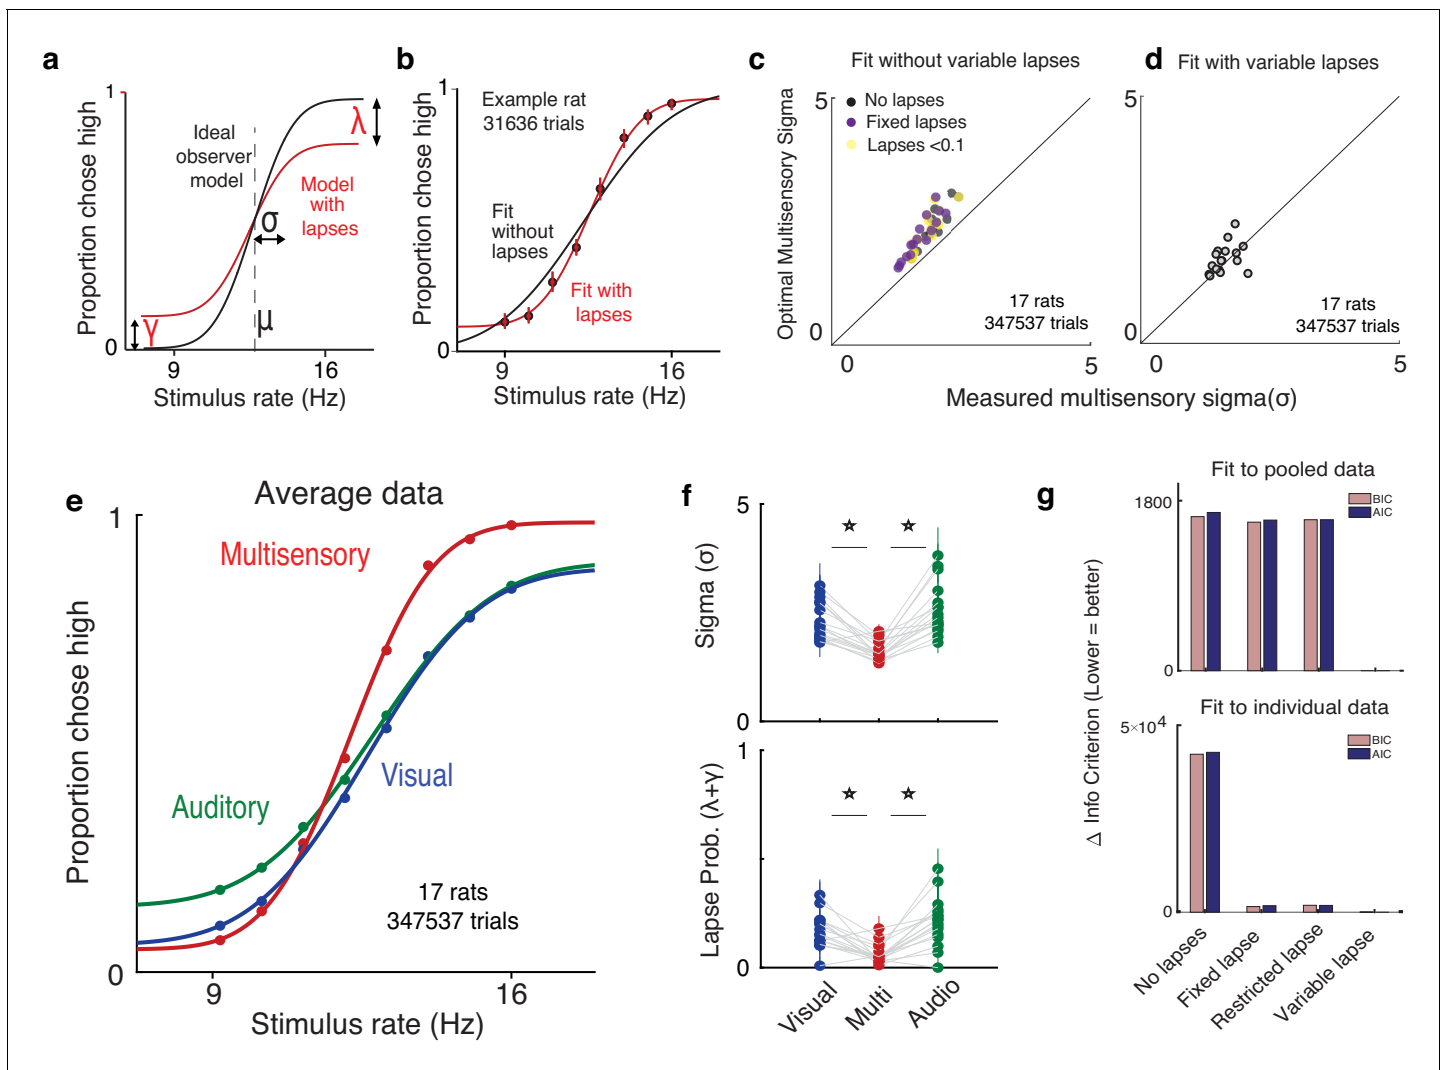 a
1
Proportion chose high
0
Ideal
observer
model
λ
Model
with
lapses
σ
γ
μ
9
16
Stimulus rate (Hz)
b
1
Proportion chose high
0
Example rat
31636 trials
Fit
without
lapses
Fit with
lapses
9
16
Stimulus rate (Hz)
c
Fit without variable lapses
Optimal Multisensory Sigma
5
0
No lapses
Fixed lapses
Lapses <0.1
17 rats
347537 trials
0
5
d
Fit with variable lapses
5
0
17 rats
347537 trials
0
5
Measured multisensory sigma(σ)
e
Average data
1
Proportion chose high
0
Multisensory
Auditory
Visual
17 rats
347537 trials
9
16
Stimulus rate (Hz)
f
5
Sigma (σ)
0
1
Lapse Prob. (λ+γ)
0
Visual
Multi
Audio
g
Fit to pooled data
1800
0
BIC
AIC
Δ Info Criterion (Lower = better)
Fit to individual data
5×10⁴
0
BIC
AIC
No lapses
Fixed lapse
Restricted lapse
Variable lapse